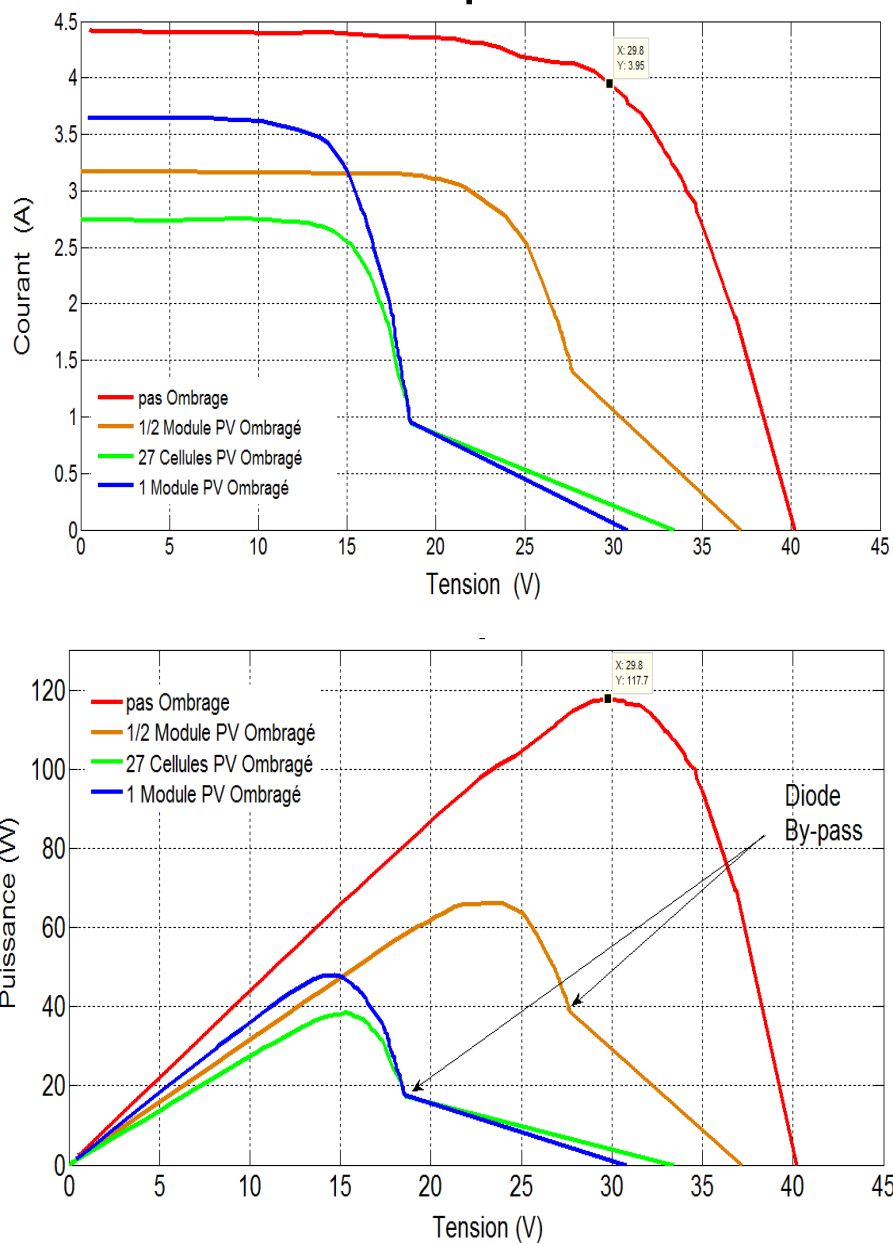 4.5
4
3.5
3
2.5
2
1.5
1
0.5
0
Courant (A)
X: 29.8
Y: 3.95
pas Ombrage
1/2 Module PV Ombragé
27 Cellules PV Ombragé
1 Module PV Ombragé
0 5 10 15 20 25 30 35 40 45
Tension (V)
120
100
80
60
40
20
0
Puissance (W)
X: 29.8
Y: 117.7
pas Ombrage
1/2 Module PV Ombragé
27 Cellules PV Ombragé
1 Module PV Ombragé
Diode
By-pass
0 5 10 15 20 25 30 35 40 45
Tension (V)